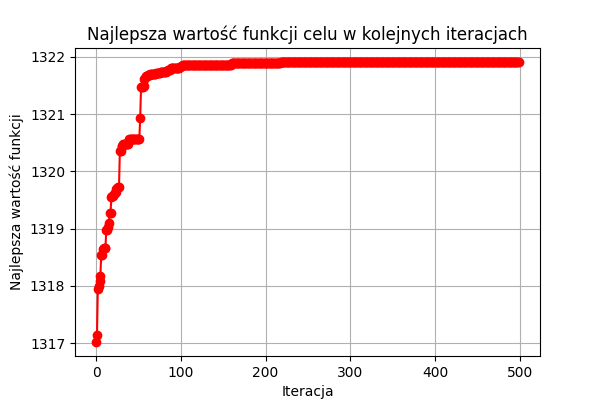 Najlepsza wartość funkcji celu w kolejnych iteracjach
1322
1321
1320
1319
1318
1317
Najlepsza wartość funkcji
0 100 200 300 400 500
Iteracja